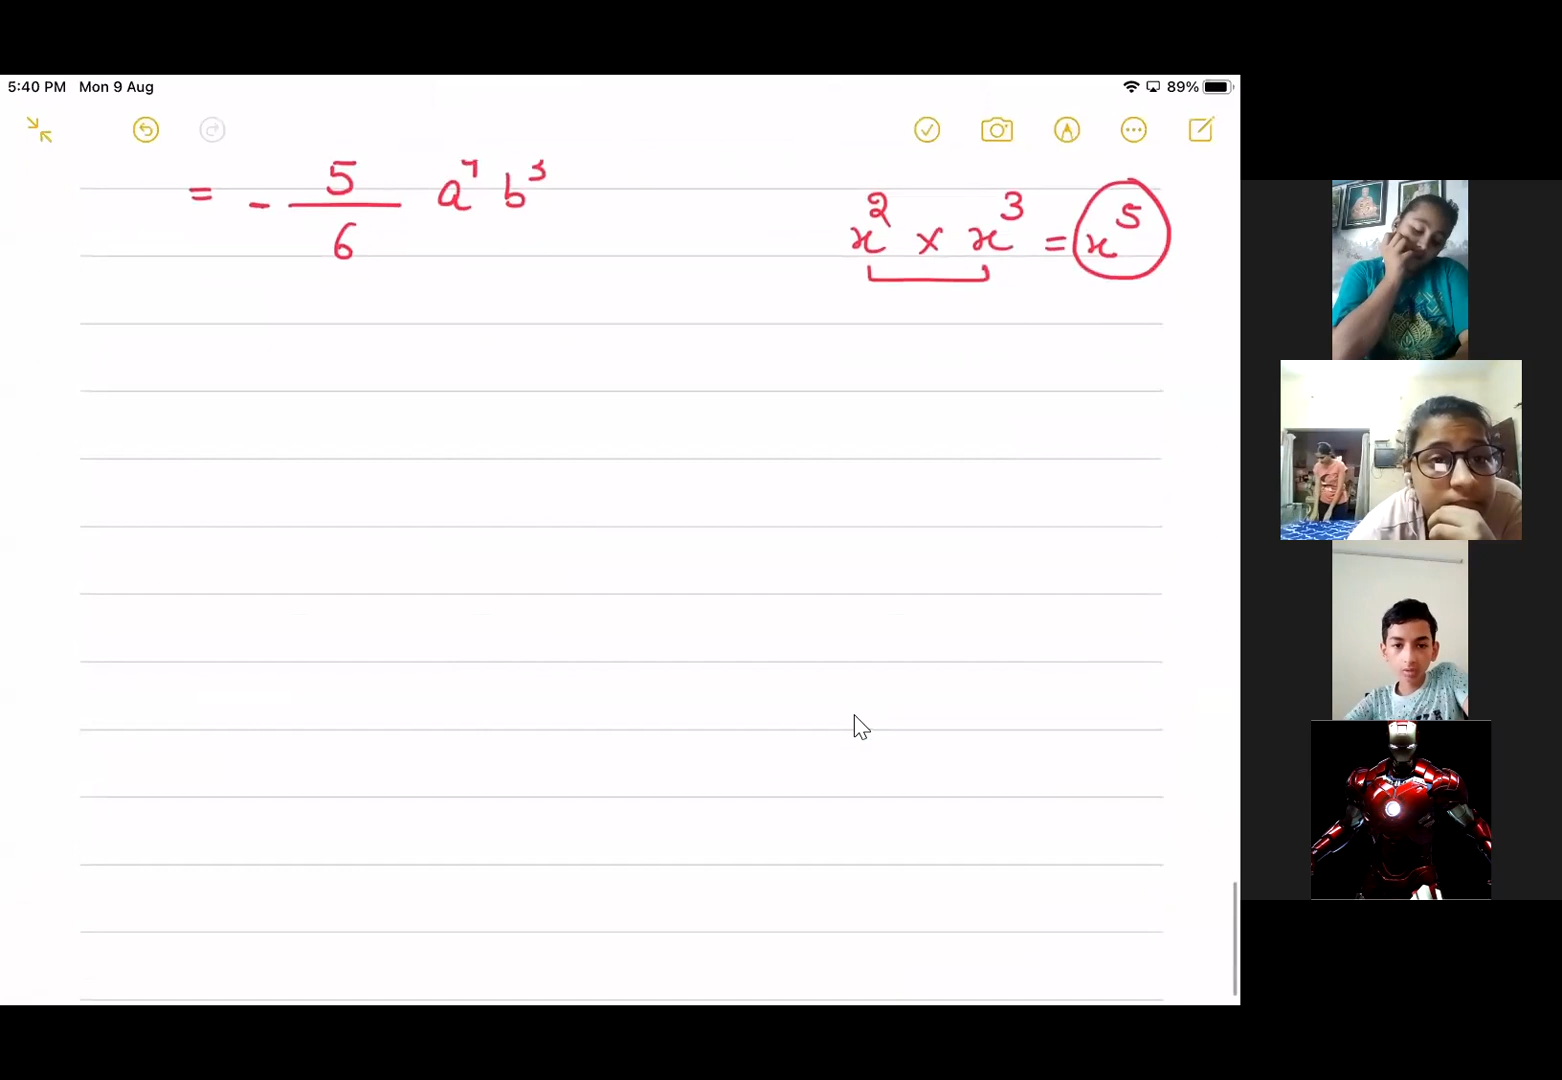 5:40 PM Mon 9 Aug
89%
= - 5/6 a⁷ b³
x² × x³ = x⁵